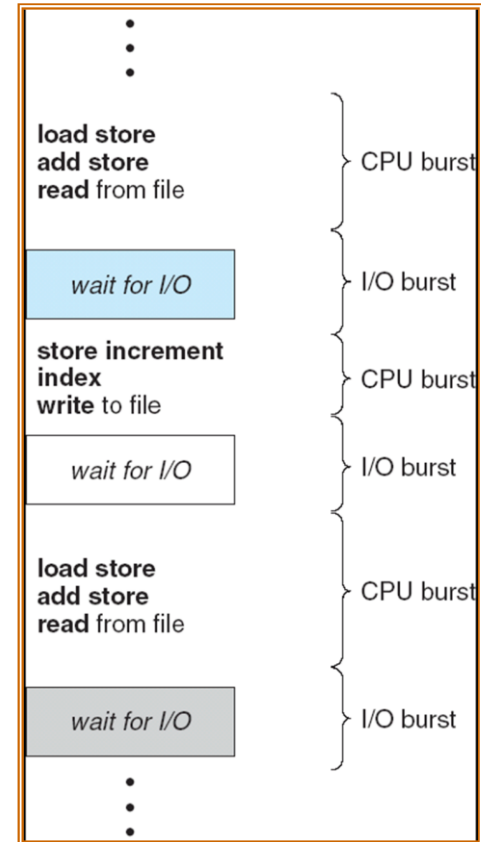 load store
add store
read from file
CPU burst
wait for I/O
I/O burst
store increment
index
write to file
CPU burst
wait for I/O
I/O burst
load store
add store
read from file
CPU burst
wait for I/O
I/O burst